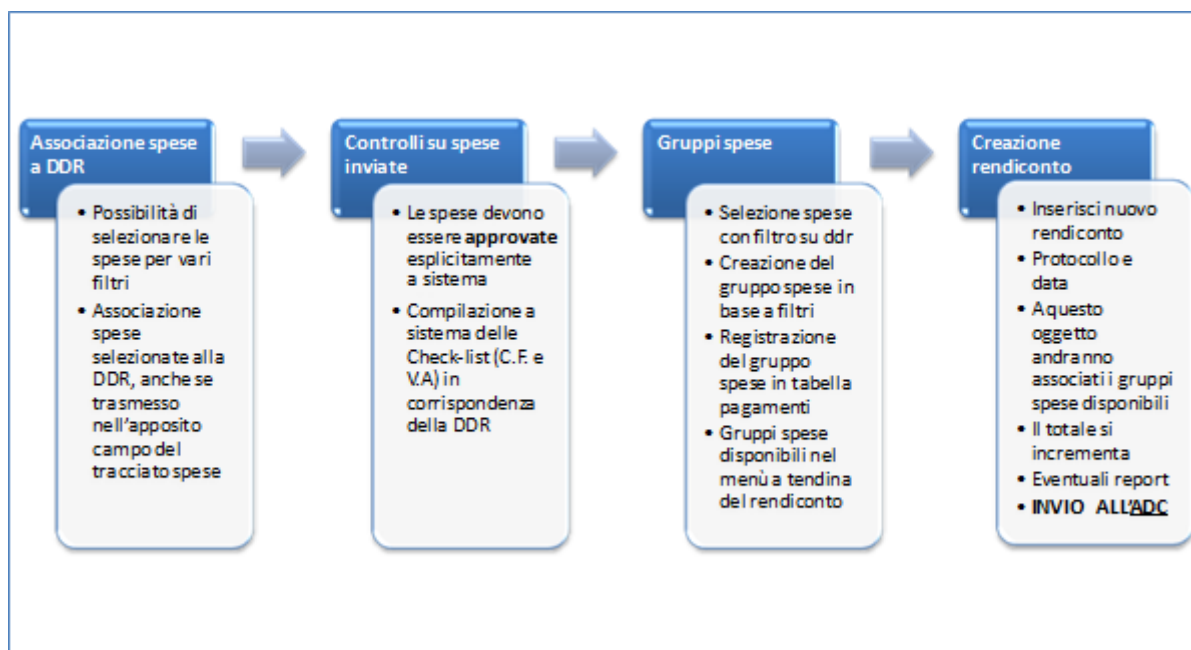 Associazione spese
a DDR
• Possibilità di
selezionare le
spese per vari
filtri
• Associazione
spese
selezionate alla
DDR, anche se
trasmesso
nell'apposito
campo del
tracciato spese
Controlli su spese
inviate
• Le spese devono
essere approvate
esplicitamente
a sistema
• Compilazione a
sistema delle
Check-list (C.F. e
V.A) in
corrispondenza
della DDR
Gruppi spese
• Selezione spese
con filtro su ddr
• Creazione del
gruppo spese in
base a filtri
• Registrazione
del gruppo
spese in tabella
pagamenti
• Gruppi spese
disponibili nel
menù a tendina
del rendiconto
Creazione
rendiconto
• Inserisci nuovo
rendiconto
• Protocollo e
data
• A questo
oggetto
andranno
associati i gruppi
spese disponibili
• Il totale si
incrementa
• Eventuali report
• INVIO ALL'ADC